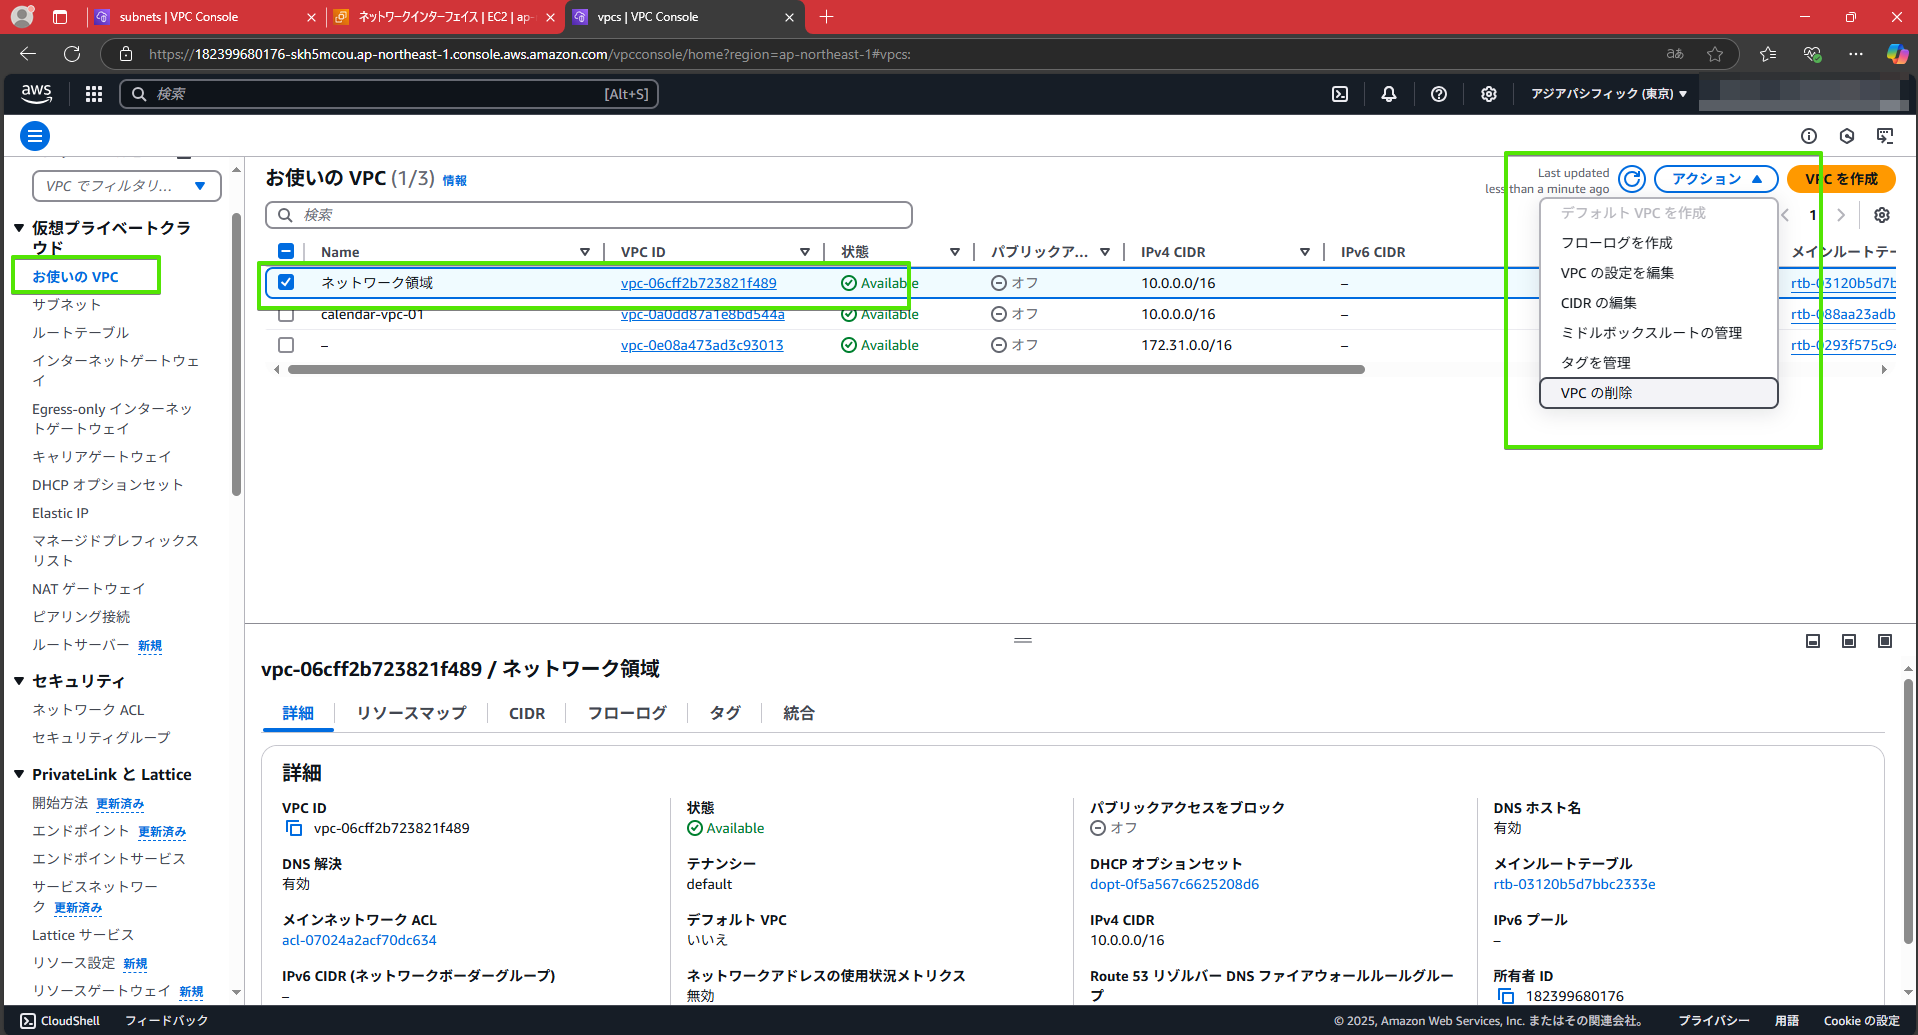 subnets | VPC Console
ネットワークインターフェイス | EC2 | ap-
vpcs | VPC Console
https://182399680176-skh5mcou.ap-northeast-1.console.aws.amazon.com/vpcconsole/home?region=ap-northeast-1#vpcs:
aws
検索 [Alt+S]
アジアパシフィック (東京)
VPC でフィルタリ...
仮想プライベートクラウド
お使いの VPC
サブネット
ルートテーブル
インターネットゲートウェイ
Egress-only インターネットゲートウェイ
キャリアゲートウェイ
DHCP オプションセット
Elastic IP
マネージドプレフィックスリスト
NAT ゲートウェイ
ピアリング接続
ルートサーバー 新規
セキュリティ
ネットワーク ACL
セキュリティグループ
PrivateLink と Lattice
開始方法 更新済み
エンドポイント 更新済み
エンドポイントサービス
サービスネットワーク 更新済み
Lattice サービス
リソース設定 新規
リソースゲートウェイ 新規
お使いの VPC (1/3) 情報
Last updated
less than a minute ago
アクション
VPC を作成
検索
1
デフォルト VPC を作成
フローログを作成
VPC の設定を編集
CIDR の編集
ミドルボックスルートの管理
タグを管理
VPC の削除
Name VPC ID 状態 パブリックア... IPv4 CIDR IPv6 CIDR メインルートテー
ネットワーク領域 vpc-06cff2b723821f489 Available オフ 10.0.0.0/16 – rtb-03120b5d7b
calendar-vpc-01 vpc-0a0dd87a1e8bd544a Available オフ 10.0.0.0/16 – rtb-088aa23adb
– vpc-0e08a473ad3c93013 Available オフ 172.31.0.0/16 – rtb-0293f575c94
vpc-06cff2b723821f489 / ネットワーク領域
詳細 リソースマップ CIDR フローログ タグ 統合
詳細
VPC ID
vpc-06cff2b723821f489
状態
Available
パブリックアクセスをブロック
オフ
DNS ホスト名
有効
DNS 解決
有効
テナンシー
default
DHCP オプションセット
dopt-0f5a567c6625208d6
メインルートテーブル
rtb-03120b5d7bbc2333e
メインネットワーク ACL
acl-07024a2acf70dc634
デフォルト VPC
いいえ
IPv4 CIDR
10.0.0.0/16
IPv6 プール
–
IPv6 CIDR (ネットワークボーダーグループ)
–
ネットワークアドレスの使用状況メトリクス
無効
Route 53 リゾルバー DNS ファイアウォールルールグループ
所有者 ID
182399680176
CloudShell フィードバック
© 2025, Amazon Web Services, Inc. またはその関連会社。 プライバシー 用語 Cookie の設定